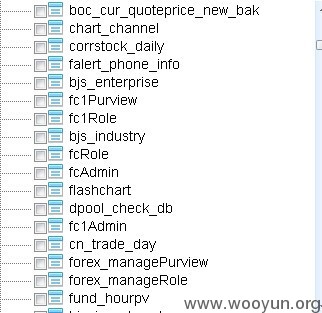 boc_cur_quoteprice_new_bak
chart_channel
corrstock_daily
falert_phone_info
bjs_enterprise
fc1Purview
fc1Role
bjs_industry
fcRole
fcAdmin
flashchart
dpool_check_db
fc1Admin
cn_trade_day
forex_managePurview
forex_manageRole
fund_hourpv
www.wooyun.org